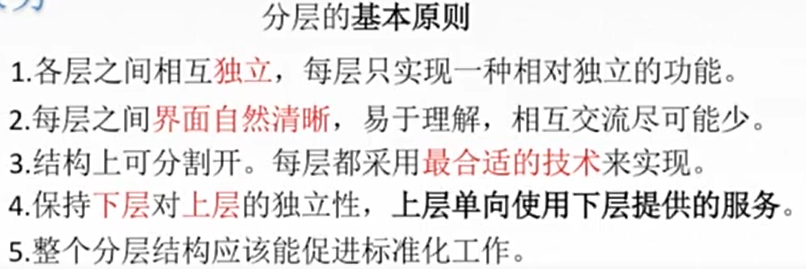 分层的基本原则
1.各层之间相互独立，每层只实现一种相对独立的功能。
2.每层之间界面自然清晰，易于理解，相互交流尽可能少。
3.结构上可分割开。每层都采用最合适的技术来实现。
4.保持下层对上层的独立性，上层单向使用下层提供的服务。
5.整个分层结构应该能促进标准化工作。